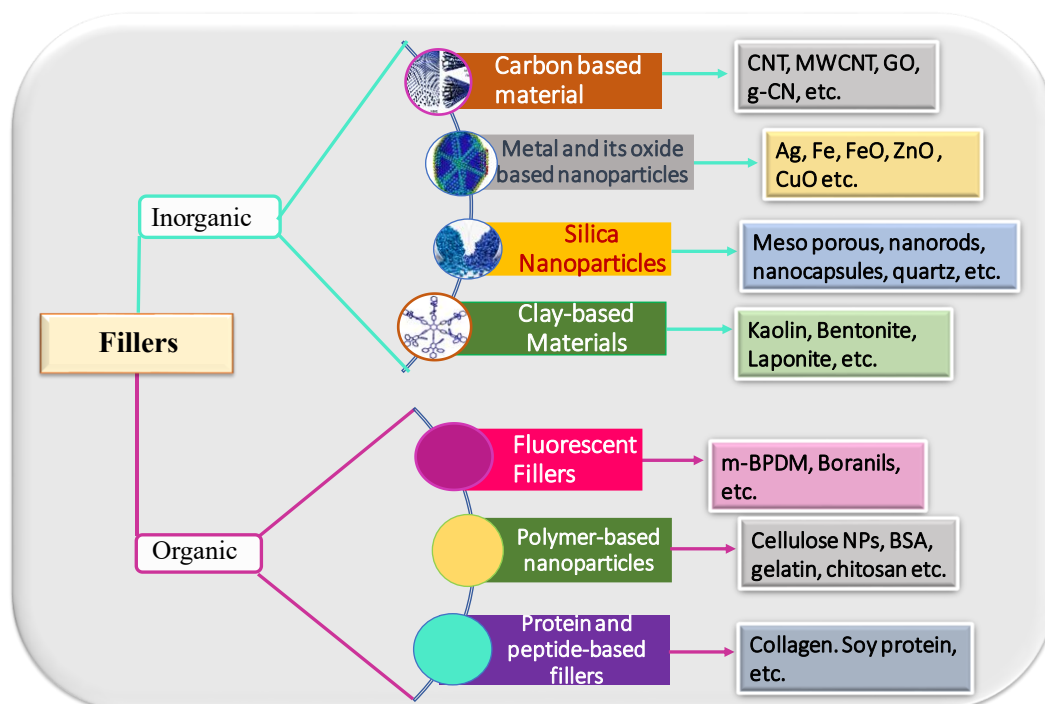 Fillers
Inorganic
Carbon based
material
CNT, MWCNT, GO,
g-CN, etc.
Metal and its oxide
based nanoparticles
Ag, Fe, FeO, ZnO ,
CuO etc.
Silica
Nanoparticles
Meso porous, nanorods,
nanocapsules, quartz, etc.
Clay-based
Materials
Kaolin, Bentonite,
Laponite, etc.
Organic
Fluorescent
Fillers
m-BPDM, Boranils,
etc.
Polymer-based
nanoparticles
Cellulose NPs, BSA,
gelatin, chitosan etc.
Protein and
peptide-based
fillers
Collagen. Soy protein,
etc.